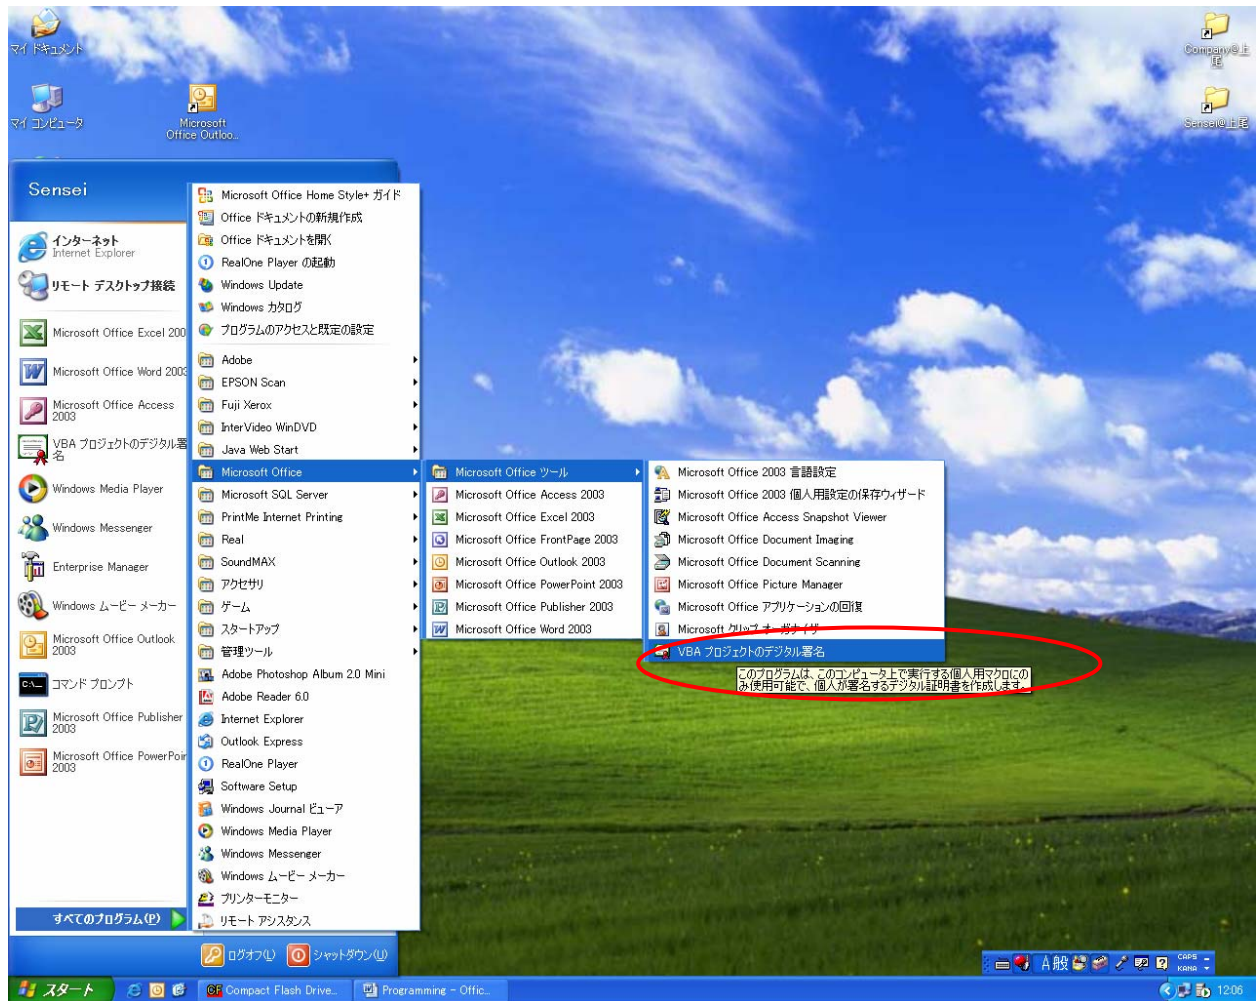 マイ ドキュメント
マイ コンピュータ
Microsoft
Office Outloo...
Company@上
尾
Sensei@上尾
Sensei
インターネット
Internet Explorer
リモート デスクトップ接続
Microsoft Office Excel 200
Microsoft Office Word 2003
Microsoft Office Access
2003
VBA プロジェクトのデジタル署
名
Windows Media Player
Windows Messenger
Enterprise Manager
Windows ムービー メーカー
Microsoft Office Outlook
2003
コマンド プロンプト
Microsoft Office Publisher
2003
Microsoft Office PowerPoin
2003
すべてのプログラム(P)
Microsoft Office Home Style+ ガイド
Office ドキュメントの新規作成
Office ドキュメントを開く
RealOne Player の起動
Windows Update
Windows カタログ
プログラムのアクセスと既定の設定
Adobe
EPSON Scan
Fuji Xerox
InterVideo WinDVD
Java Web Start
Microsoft Office
Microsoft SQL Server
PrintMe Internet Printing
Real
SoundMAX
アクセサリ
ゲーム
スタートアップ
管理ツール
Adobe Photoshop Album 2.0 Mini
Adobe Reader 6.0
Internet Explorer
Outlook Express
RealOne Player
Software Setup
Windows Journal ビューア
Windows Media Player
Windows Messenger
Windows ムービー メーカー
プリンターモニター
リモート アシスタンス
Microsoft Office ツール
Microsoft Office Access 2003
Microsoft Office Excel 2003
Microsoft Office FrontPage 2003
Microsoft Office Outlook 2003
Microsoft Office PowerPoint 2003
Microsoft Office Publisher 2003
Microsoft Office Word 2003
Microsoft Office 2003 言語設定
Microsoft Office 2003 個人用設定の保存ウィザード
Microsoft Office Access Snapshot Viewer
Microsoft Office Document Imaging
Microsoft Office Document Scanning
Microsoft Office Picture Manager
Microsoft Office アプリケーションの回復
Microsoft クリップ オーガナイザ
VBA プロジェクトのデジタル署名
このプログラムは、このコンピュータ上で実行する個人用マクロにの
み使用可能で、個人が署名するデジタル証明書を作成します。
ログオフ(L)
シャットダウン(U)
A 般
CAPS
KANA
スタート
Compact Flash Drive...
Programming - Offic...
12:06